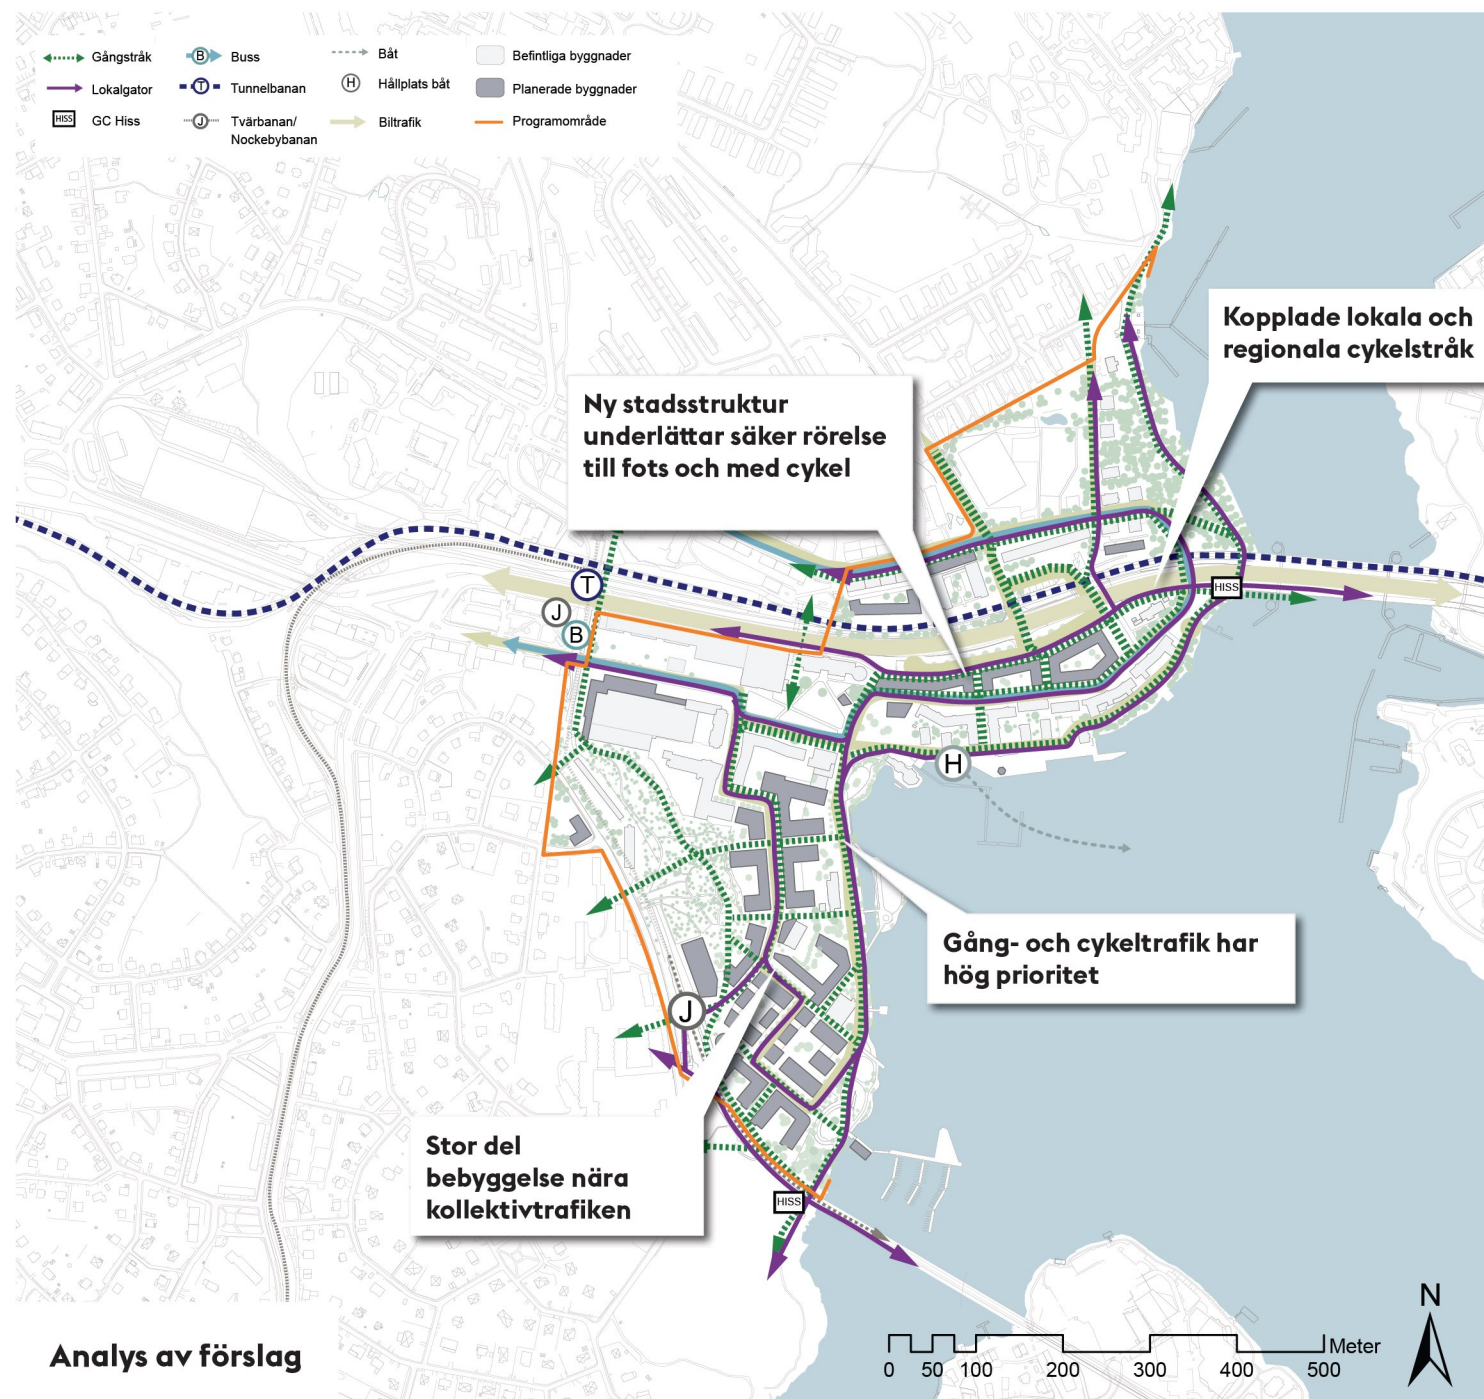 Gångstråk
Lokalgator
HISS GC Hiss
B Buss
T Tunnelbanan
J Tvärbanan/
Nockebybanan
Båt
H Hållplats båt
Biltrafik
Befintliga byggnader
Planerade byggnader
Programområde
Kopplade lokala och
regionala cykelstråk
Ny stadsstruktur
underlättar säker rörelse
till fots och med cykel
T
J
B
HISS
H
Gång- och cykeltrafik har
hög prioritet
J
Stor del
bebyggelse nära
kollektivtrafiken
HISS
N
Analys av förslag
Meter
0 50 100 200 300 400 500